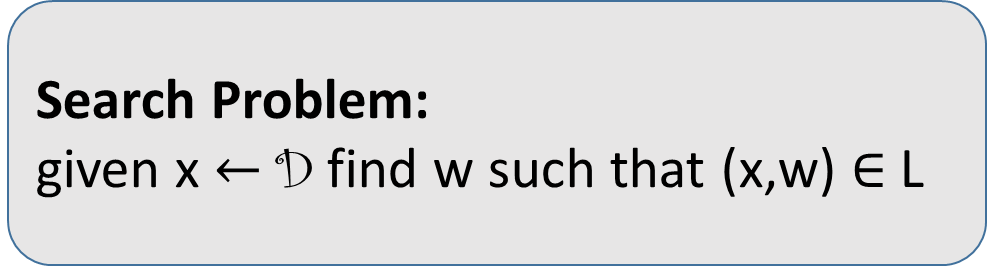 Search Problem:
given x ← 𝒟 find w such that (x,w) ∈ L